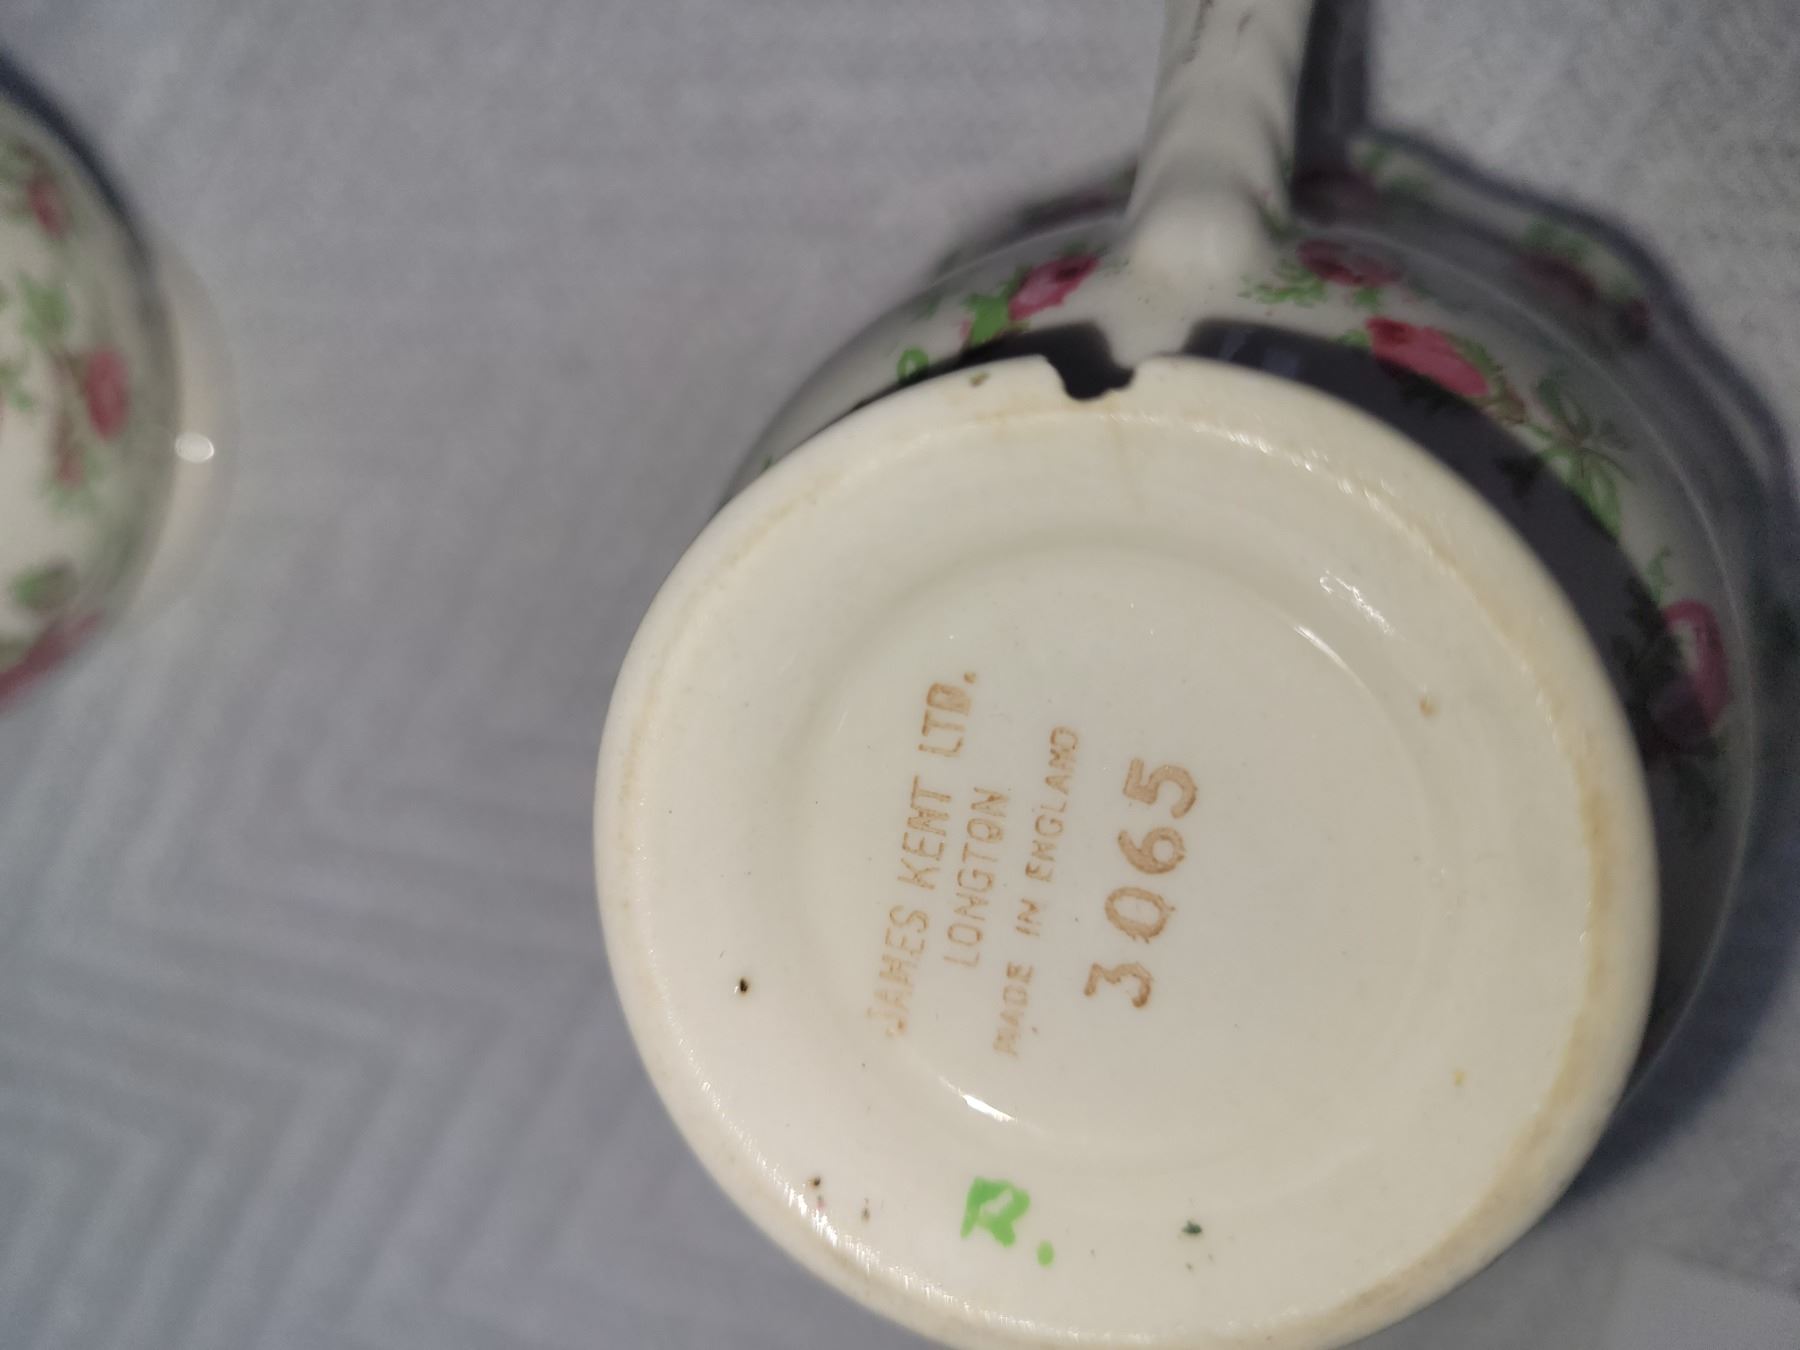 JAMES KENT LTD.
LONGTON
MADE IN ENGLAND
3065
R.